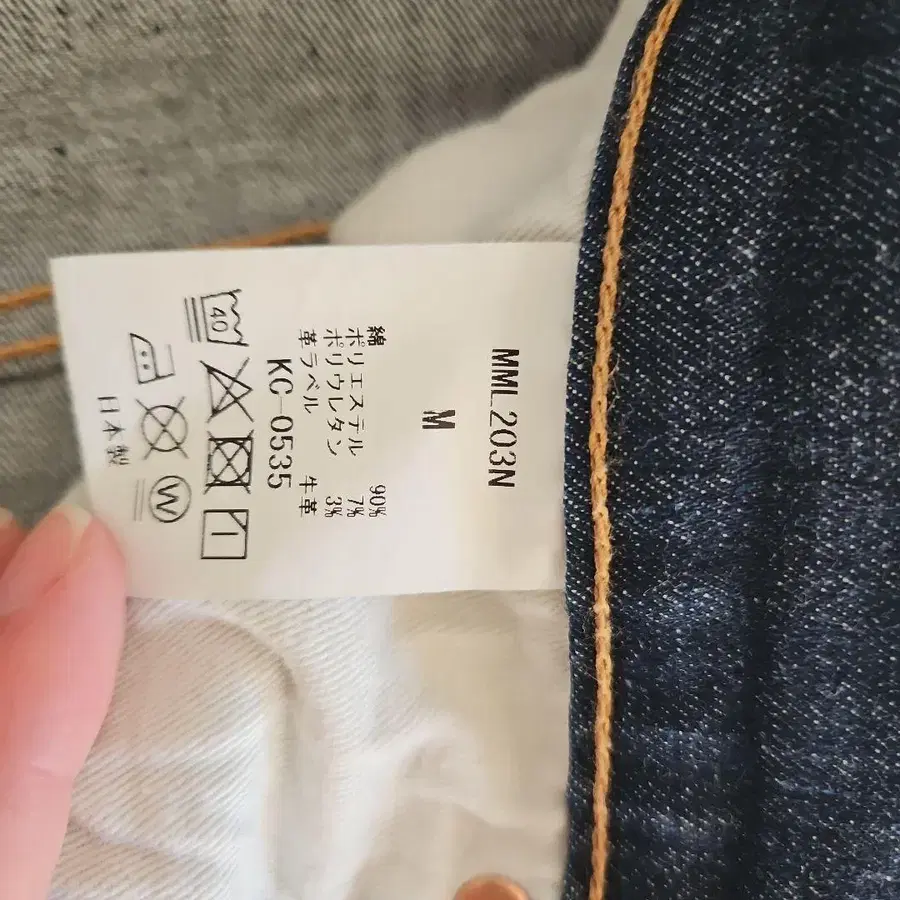 MML203N
M
綿 90%
ポリエステル 7%
ポリウレタン 3%
革ラベル 牛革
KC-0535
40
W
日本製